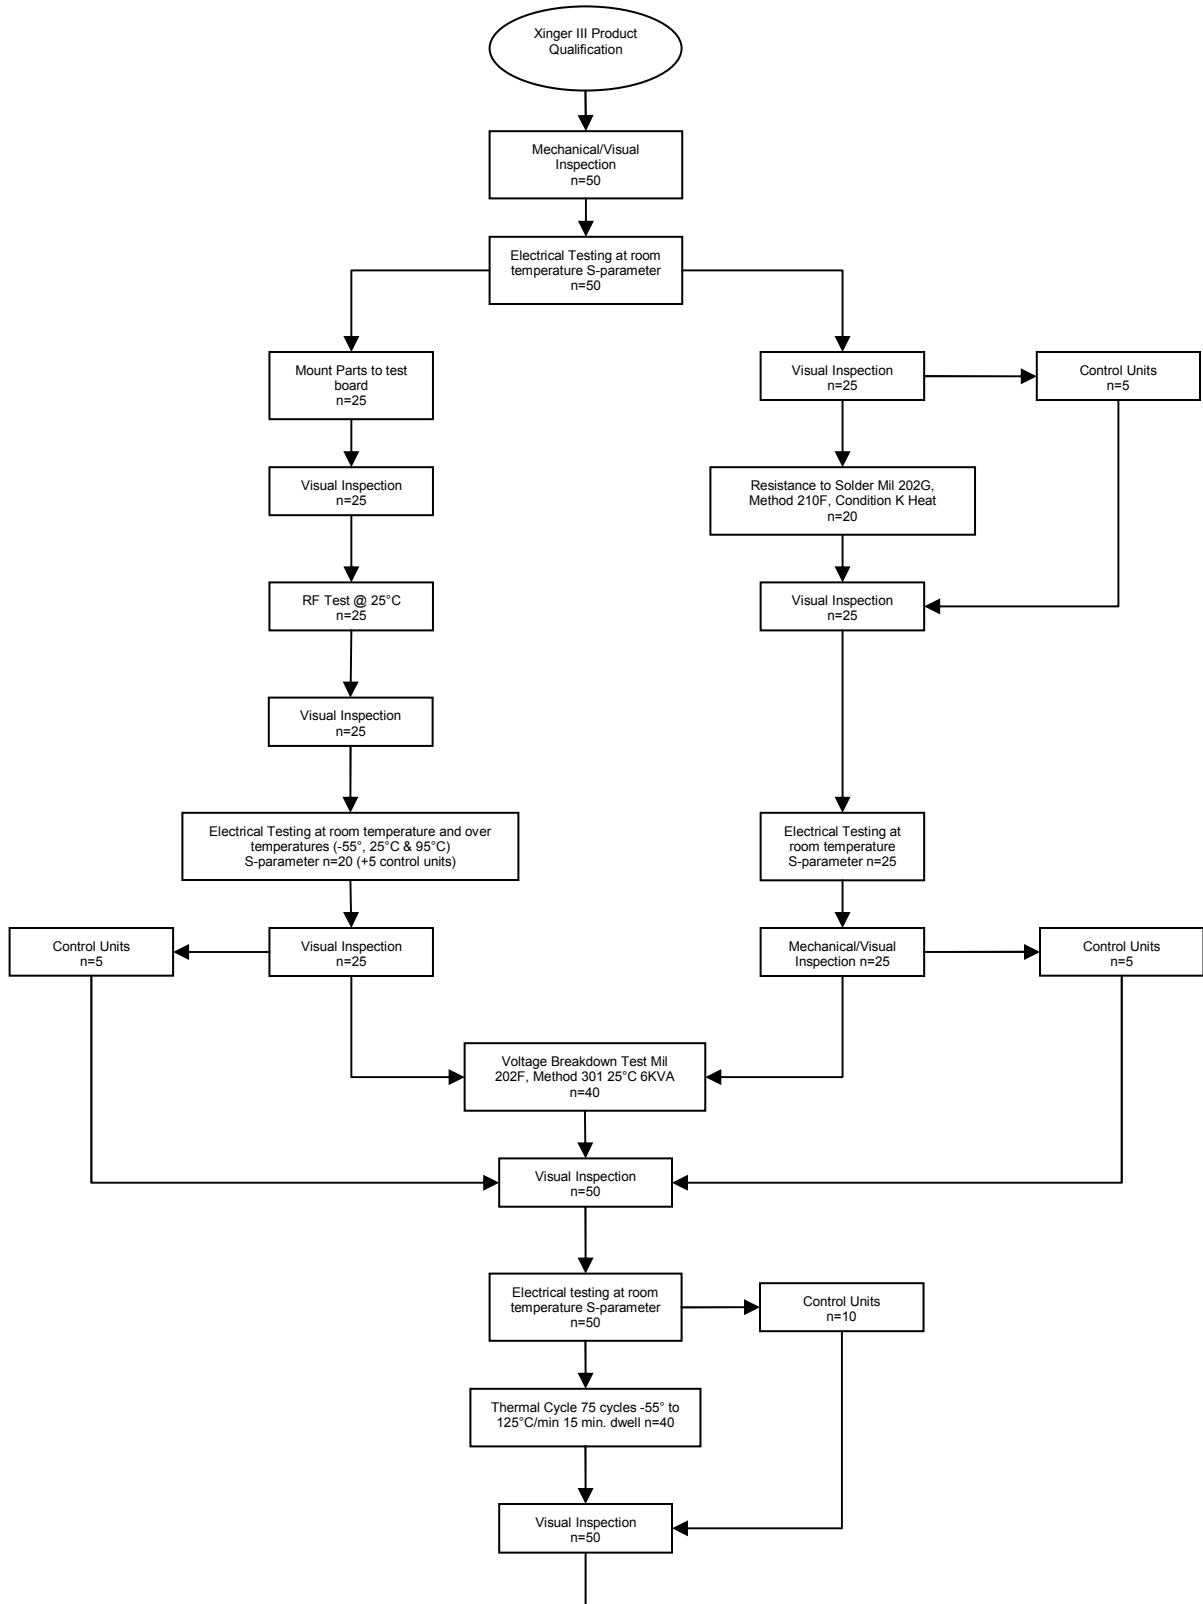 Xinger III Product
Qualification
Mechanical/Visual
Inspection
n=50
Electrical Testing at room
temperature S-parameter
n=50
Mount Parts to test
board
n=25
Visual Inspection
n=25
Control Units
n=5
Visual Inspection
n=25
Resistance to Solder Mil 202G,
Method 210F, Condition K Heat
n=20
RF Test @ 25°C
n=25
Visual Inspection
n=25
Visual Inspection
n=25
Electrical Testing at room temperature and over
temperatures (-55°, 25°C & 95°C)
S-parameter n=20 (+5 control units)
Electrical Testing at
room temperature
S-parameter n=25
Control Units
n=5
Visual Inspection
n=25
Mechanical/Visual
Inspection n=25
Control Units
n=5
Voltage Breakdown Test Mil
202F, Method 301 25°C 6KVA
n=40
Visual Inspection
n=50
Electrical testing at room
temperature S-parameter
n=50
Control Units
n=10
Thermal Cycle 75 cycles -55° to
125°C/min 15 min. dwell n=40
Visual Inspection
n=50